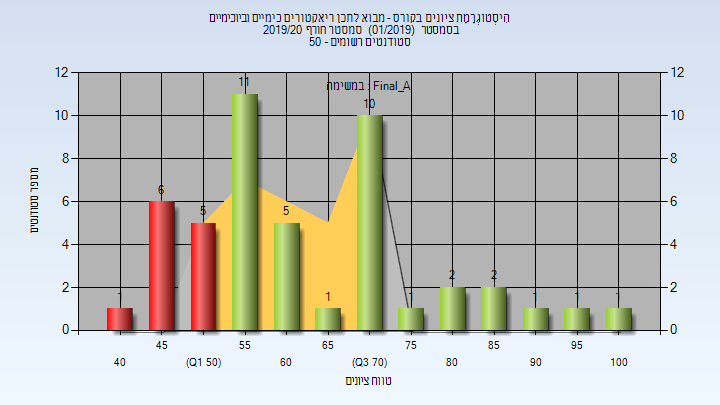 היסְטוגְרָמַת ציונים בקורס - מבוא לתכן ריאקטורים כימיים וביוכימיים
בסמסטר (01/2019) סמסטר חורף 2019/20
סטודנטים רשומים - 50
במשימה : Final_A
מספר סטודנטים
12 10 8 6 4 2 0
12 10 8 6 4 2 0
1 6 5 11 5 1 10 1 2 2 1 1 1
40 45 (Q1 50) 55 60 65 (Q3 70) 75 80 85 90 95 100
טווח ציונים